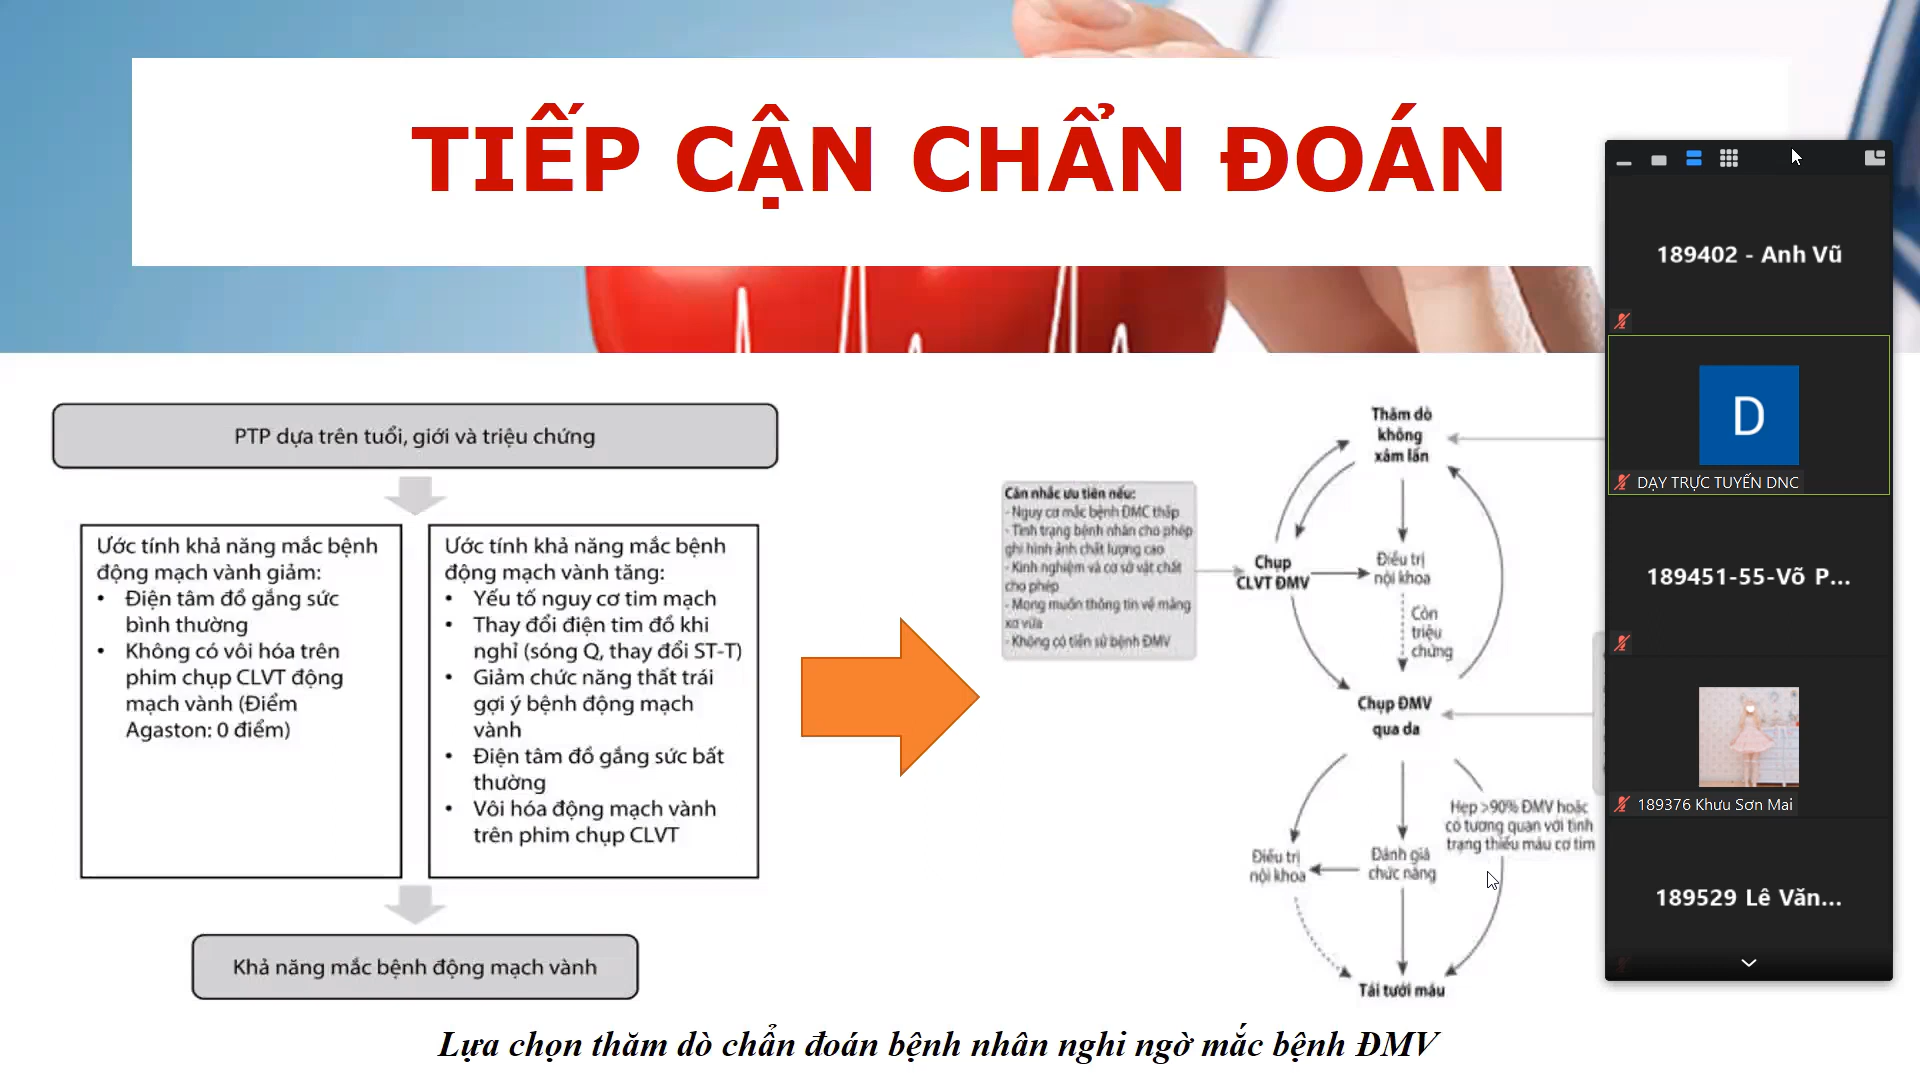 TIẾP CẬN CHẨN ĐOÁN
PTP dựa trên tuổi, giới và triệu chứng
Ước tính khả năng mắc bệnh
động mạch vành giảm:
• Điện tâm đồ gắng sức
bình thường
• Không có vôi hóa trên
phim chụp CLVT động
mạch vành (Điểm
Agaston: 0 điểm)
Ước tính khả năng mắc bệnh
động mạch vành tăng:
• Yếu tố nguy cơ tim mạch
• Thay đổi điện tim đồ khi
nghỉ (sóng Q, thay đổi ST-T)
• Giảm chức năng thất trái
gợi ý bệnh động mạch
vành
• Điện tâm đồ gắng sức bất
thường
• Vôi hóa động mạch vành
trên phim chụp CLVT
Khả năng mắc bệnh động mạch vành
Cân nhắc ưu tiên nếu:
- Nguy cơ mắc bệnh ĐMC thấp
- Tình trạng bệnh nhân cho phép
ghi hình ảnh chất lượng cao
- Kinh nghiệm và cơ sở vật chất
cho phép
- Mong muốn thông tin về mảng
xơ vữa
- Không có tiền sử bệnh ĐMV
Thăm dò
không
xâm lấn
Chụp
CLVT ĐMV
Điều trị
nội khoa
Còn
triệu
chứng
Chụp ĐMV
qua da
Hẹp >90% ĐMV hoặc
có tương quan với tình
trạng thiếu máu cơ tim
Điều trị
nội khoa
Đánh giá
chức năng
Tái tưới máu
Lựa chọn thăm dò chẩn đoán bệnh nhân nghi ngờ mắc bệnh ĐMV
189402 - Anh Vũ
D
DẠY TRỰC TUYẾN DNC
189451-55-Võ P...
189376 Khưu Sơn Mai
189529 Lê Văn...